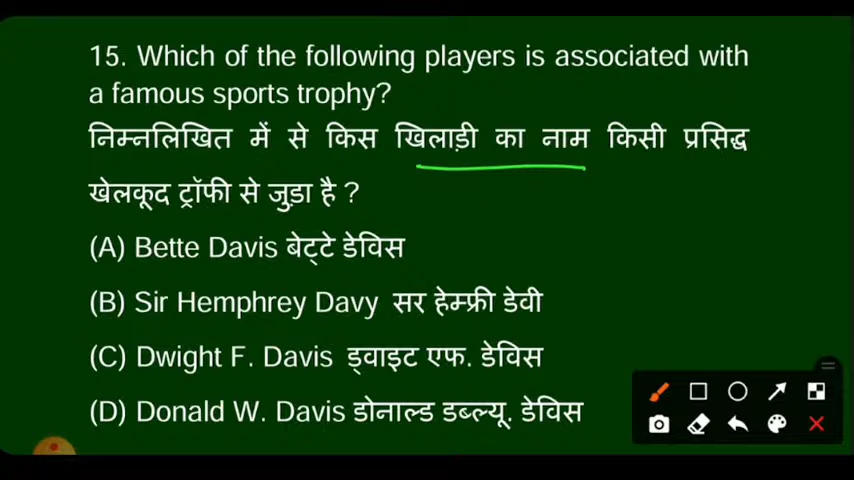 15. Which of the following players is associated with
a famous sports trophy?
निम्नलिखित में से किस खिलाड़ी का नाम किसी प्रसिद्ध
खेलकूद ट्रॉफी से जुड़ा है ?
(A) Bette Davis बेट्टे डेविस
(B) Sir Hemphrey Davy सर हेम्फ्री डेवी
(C) Dwight F. Davis ड्वाइट एफ. डेविस
(D) Donald W. Davis डोनाल्ड डब्ल्यू. डेविस